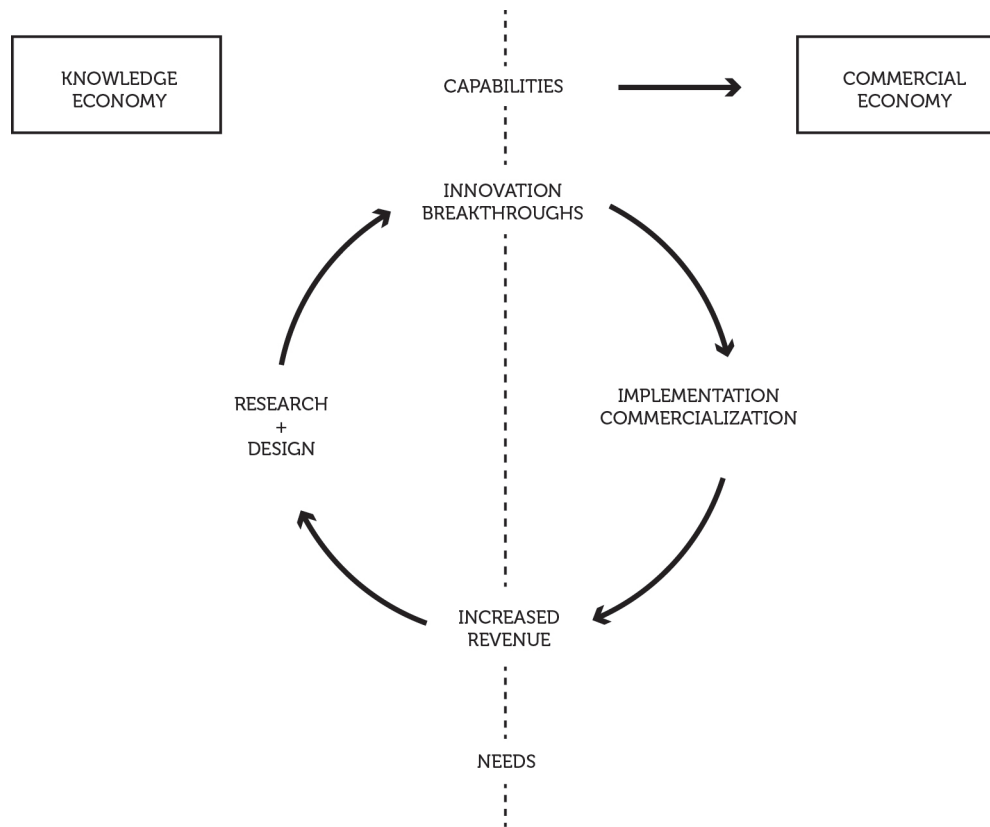 KNOWLEDGE
ECONOMY
CAPABILITIES
COMMERCIAL
ECONOMY
INNOVATION
BREAKTHROUGHS
IMPLEMENTATION
COMMERCIALIZATION
RESEARCH
+
DESIGN
INCREASED
REVENUE
NEEDS